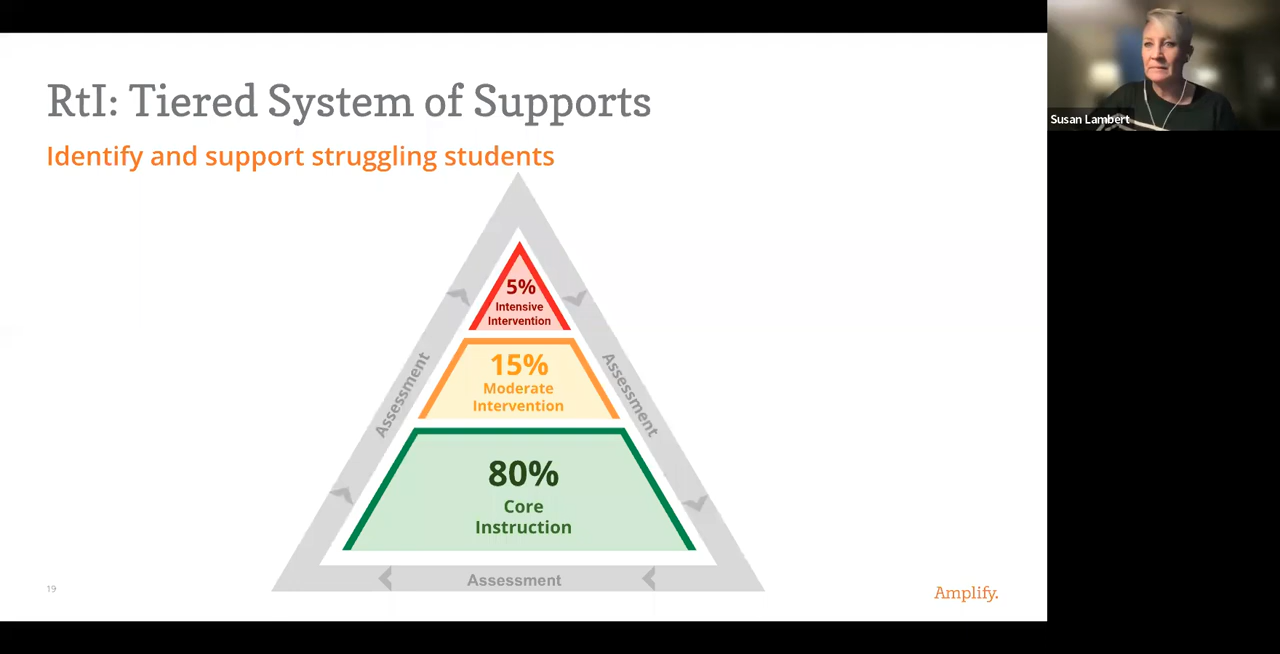 RtI: Tiered System of Supports
Identify and support struggling students
5%
Intensive
Intervention
15%
Moderate
Intervention
80%
Core
Instruction
Assessment
Assessment
Assessment
19
Amplify.
Susan Lambert